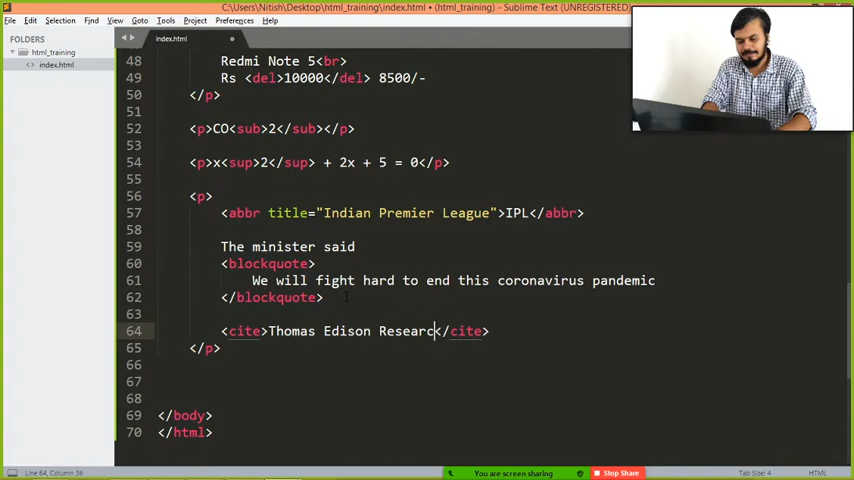 C:\Users\Nitish\Desktop\html_training\index.html • (html_training) - Sublime Text (UNREGISTERED)
File Edit Selection Find View Goto Tools Project Preferences Help
FOLDERS
html_training
<> index.html
index.html
48 Redmi Note 5<br>
49 Rs <del>10000</del> 8500/-
50 </p>
51
52 <p>CO<sub>2</sub></p>
53
54 <p>x<sup>2</sup> + 2x + 5 = 0</p>
55
56 <p>
57 <abbr title="Indian Premier League">IPL</abbr>
58
59 The minister said
60 <blockquote>
61 We will fight hard to end this coronavirus pandemic
62 </blockquote>
63
64 <cite>Thomas Edison Researc</cite>
65 </p>
66
67
68
69 </body>
70 </html>
Line 64, Column 36
You are screen sharing
Stop Share
Tab Size: 4
HTML